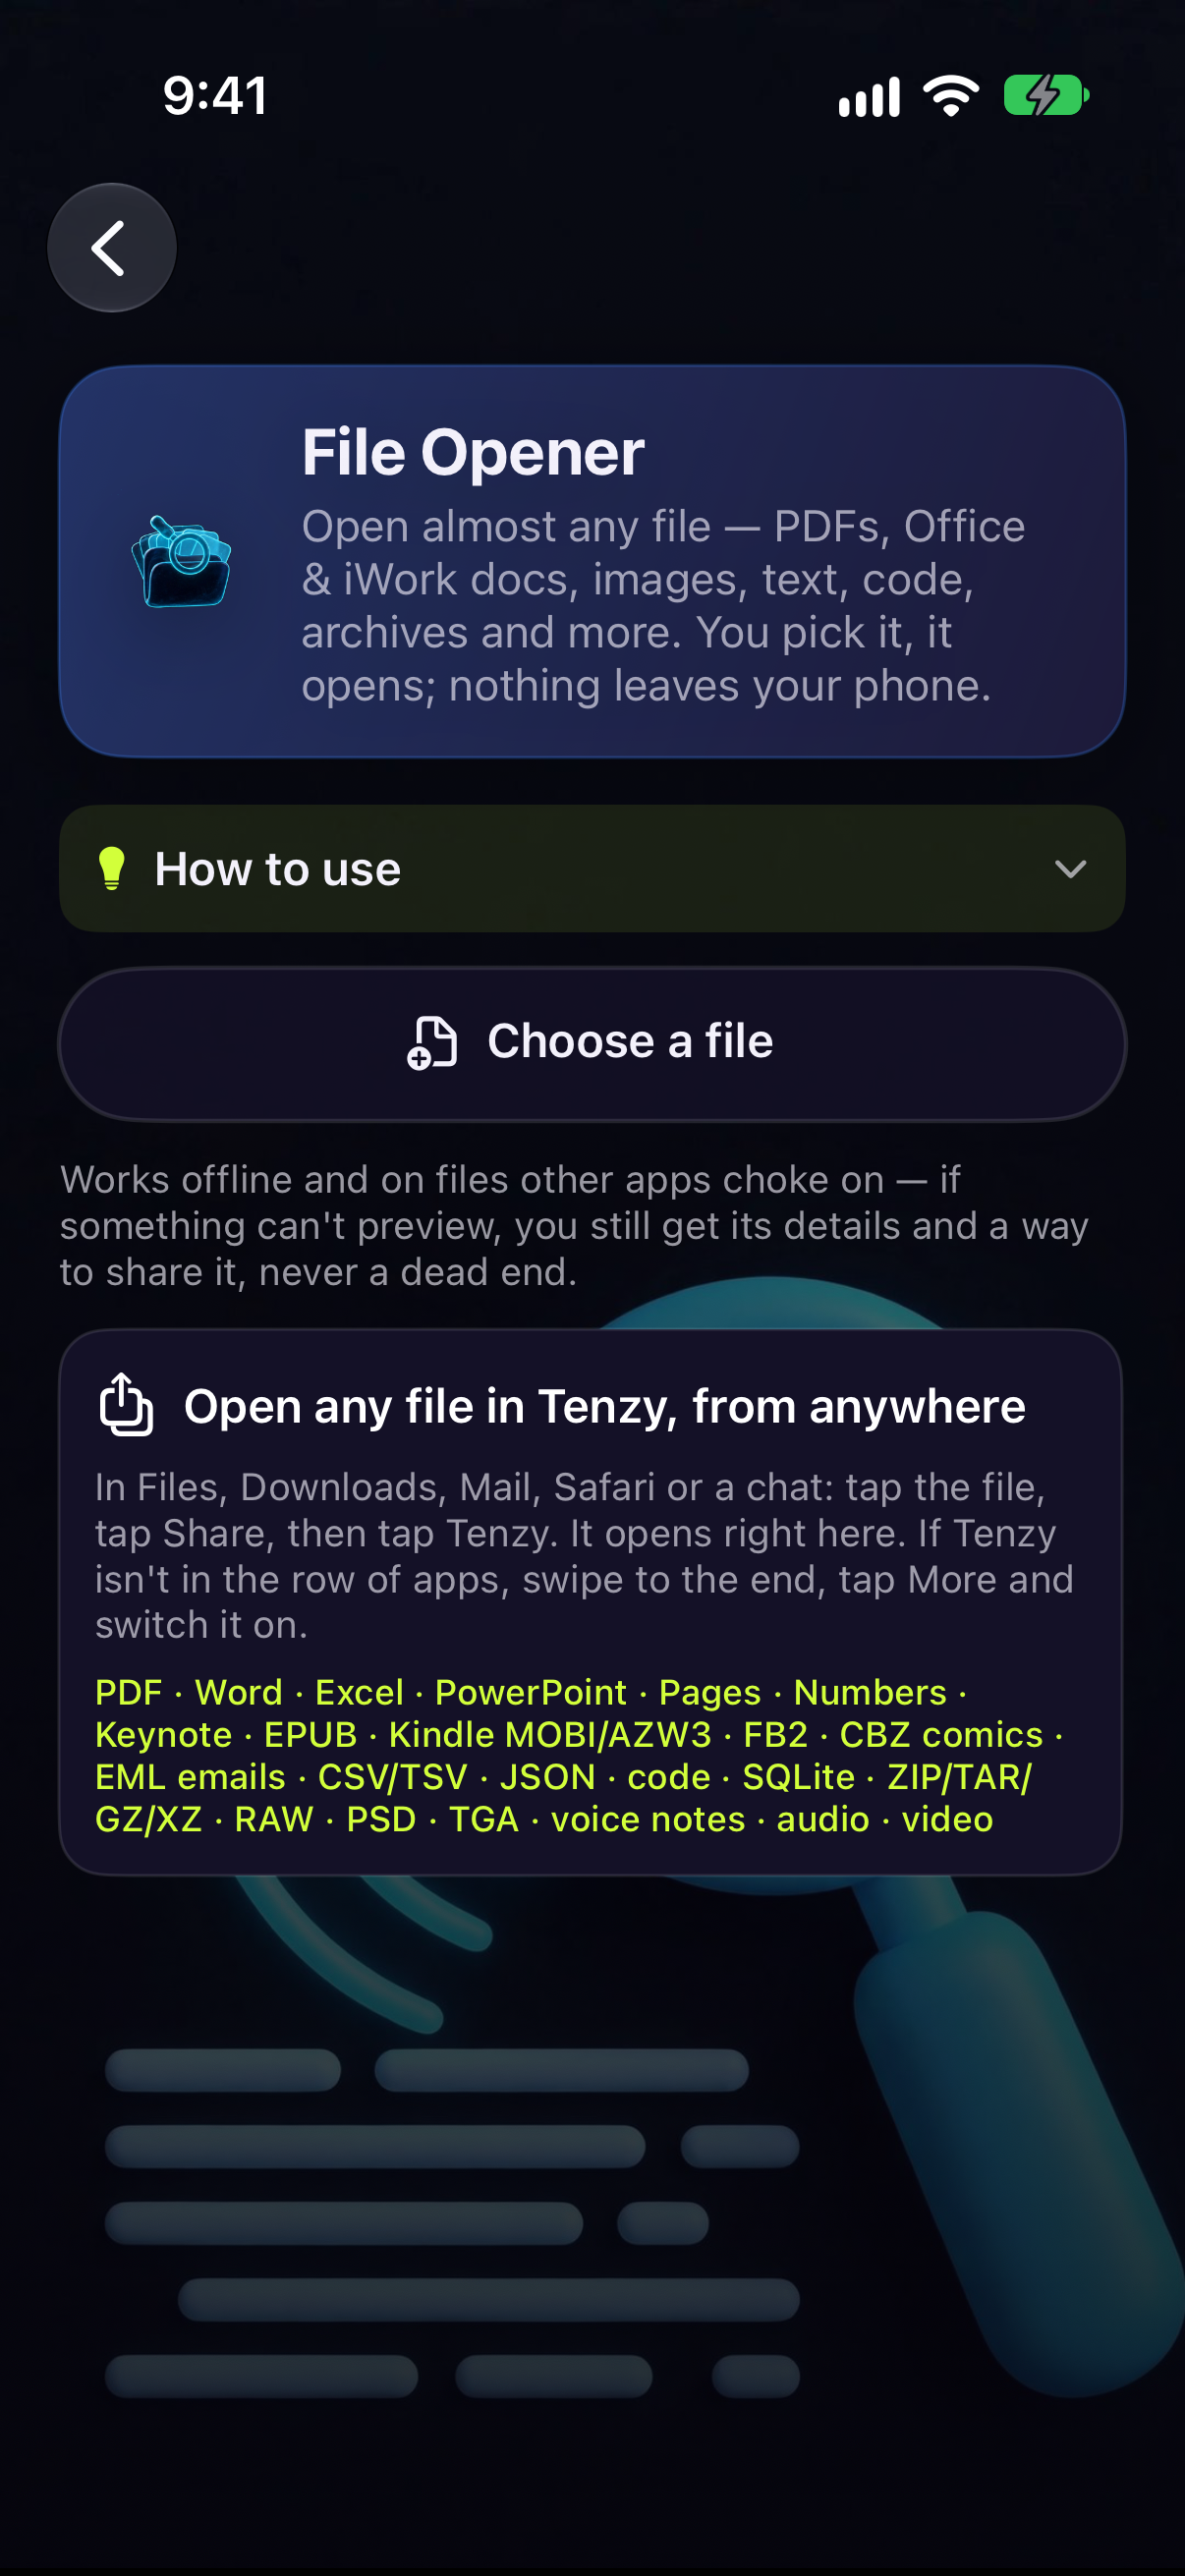 9:41
File Opener
Open almost any file — PDFs, Office
& iWork docs, images, text, code,
archives and more. You pick it, it
opens; nothing leaves your phone.
How to use
Choose a file
Works offline and on files other apps choke on — if
something can't preview, you still get its details and a way
to share it, never a dead end.
Open any file in Tenzy, from anywhere
In Files, Downloads, Mail, Safari or a chat: tap the file,
tap Share, then tap Tenzy. It opens right here. If Tenzy
isn't in the row of apps, swipe to the end, tap More and
switch it on.
PDF · Word · Excel · PowerPoint · Pages · Numbers ·
Keynote · EPUB · Kindle MOBI/AZW3 · FB2 · CBZ comics ·
EML emails · CSV/TSV · JSON · code · SQLite · ZIP/TAR/
GZ/XZ · RAW · PSD · TGA · voice notes · audio · video